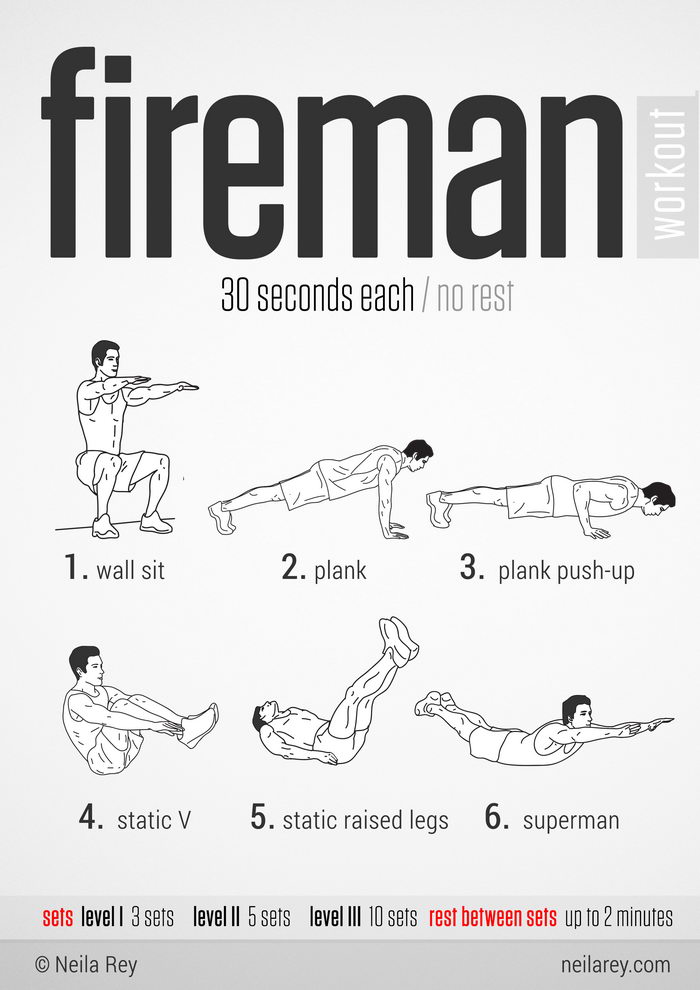 fireman
workout
30 seconds each / no rest
1. wall sit
2. plank
3. plank push-up
4. static V
5. static raised legs
6. superman
sets level I 3 sets level II 5 sets level III 10 sets rest between sets up to 2 minutes
© Neila Rey
neilarey.com